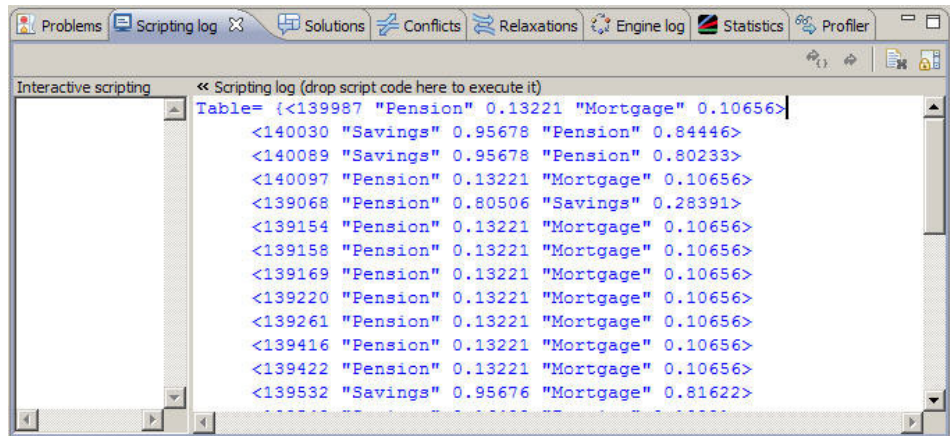 Problems Scripting log Solutions Conflicts Relaxations Engine log Statistics Profiler
Interactive scripting << Scripting log (drop script code here to execute it)
Table= {<139987 "Pension" 0.13221 "Mortgage" 0.10656>
<140030 "Savings" 0.95678 "Pension" 0.84446>
<140089 "Savings" 0.95678 "Pension" 0.80233>
<140097 "Pension" 0.13221 "Mortgage" 0.10656>
<139068 "Pension" 0.80506 "Savings" 0.28391>
<139154 "Pension" 0.13221 "Mortgage" 0.10656>
<139158 "Pension" 0.13221 "Mortgage" 0.10656>
<139169 "Pension" 0.13221 "Mortgage" 0.10656>
<139220 "Pension" 0.13221 "Mortgage" 0.10656>
<139261 "Pension" 0.13221 "Mortgage" 0.10656>
<139416 "Pension" 0.13221 "Mortgage" 0.10656>
<139422 "Pension" 0.13221 "Mortgage" 0.10656>
<139532 "Savings" 0.95676 "Mortgage" 0.81622>